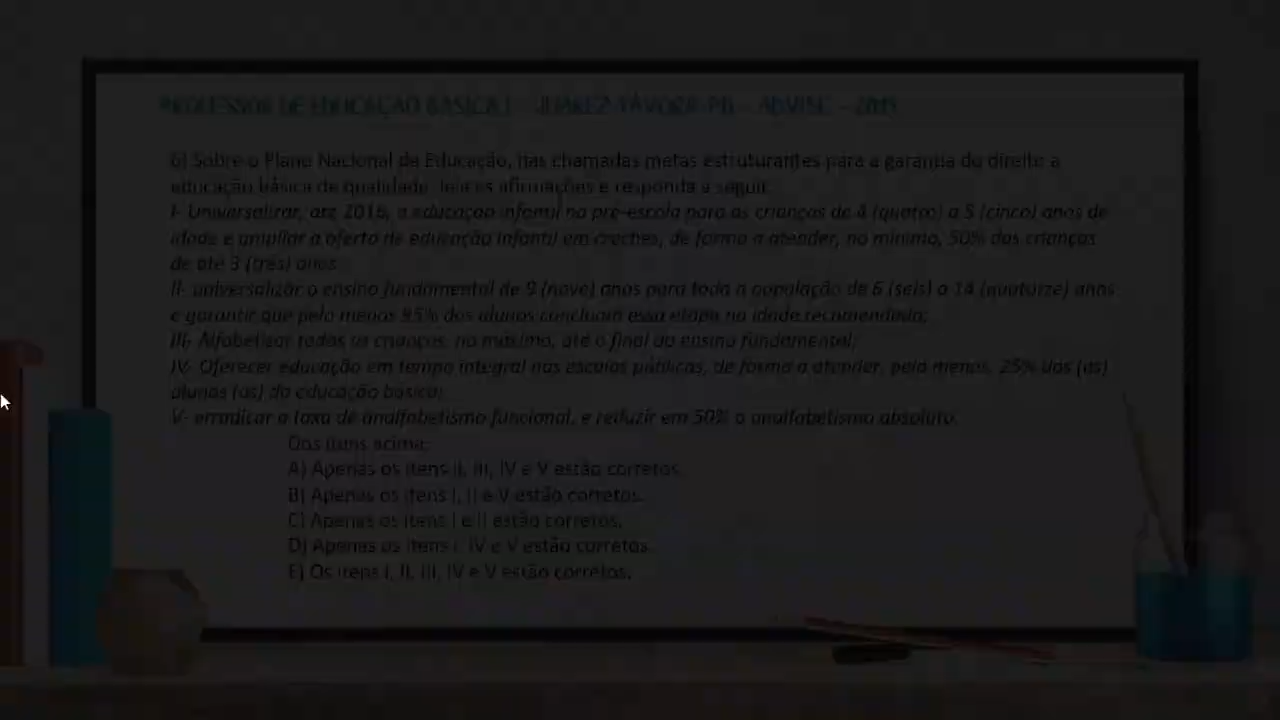 PROFESSOR DE EDUCAÇÃO BÁSICA I - JUAREZ TÁVORA-PB - ADVISE - 2019
6) Sobre o Plano Nacional de Educação, nas chamadas metas estruturantes para a garantia do direito a
educação básica de qualidade, leia as afirmações e responda a seguir:
I- Universalizar, até 2016, a educação infantil na pré-escola para as crianças de 4 (quatro) a 5 (cinco) anos de
idade e ampliar a oferta de educação infantil em creches, de forma a atender, no mínimo, 50% das crianças
de até 3 (três) anos
II- universalizar o ensino fundamental de 9 (nove) anos para toda a população de 6 (seis) a 14 (quatorze) anos
e garantir que pelo menos 95% dos alunos concluam essa etapa na idade recomendada;
III- Alfabetizar todas as crianças, no máximo, até o final do ensino fundamental;
IV- Oferecer educação em tempo integral nas escolas públicas, de forma a atender, pelo menos, 25% dos (as)
alunos (as) da educação básica;
V- erradicar a taxa de analfabetismo funcional, e reduzir em 50% o analfabetismo absoluto.
Dos itens acima:
A) Apenas os itens II, III, IV e V estão corretos.
B) Apenas os itens I, II e V estão corretos.
C) Apenas os itens I e II estão corretos.
D) Apenas os itens I, IV e V estão corretos.
E) Os itens I, II, III, IV e V estão corretos.